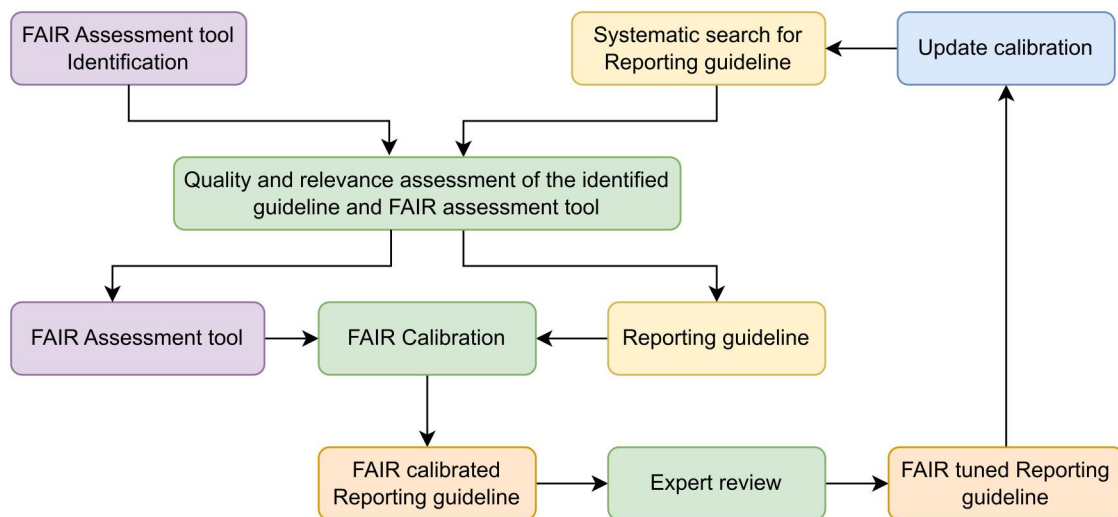 FAIR Assessment tool
Identification
Systematic search for
Reporting guideline
Update calibration
Quality and relevance assessment of the identified
guideline and FAIR assessment tool
FAIR Assessment tool
FAIR Calibration
Reporting guideline
FAIR calibrated
Reporting guideline
Expert review
FAIR tuned Reporting
guideline